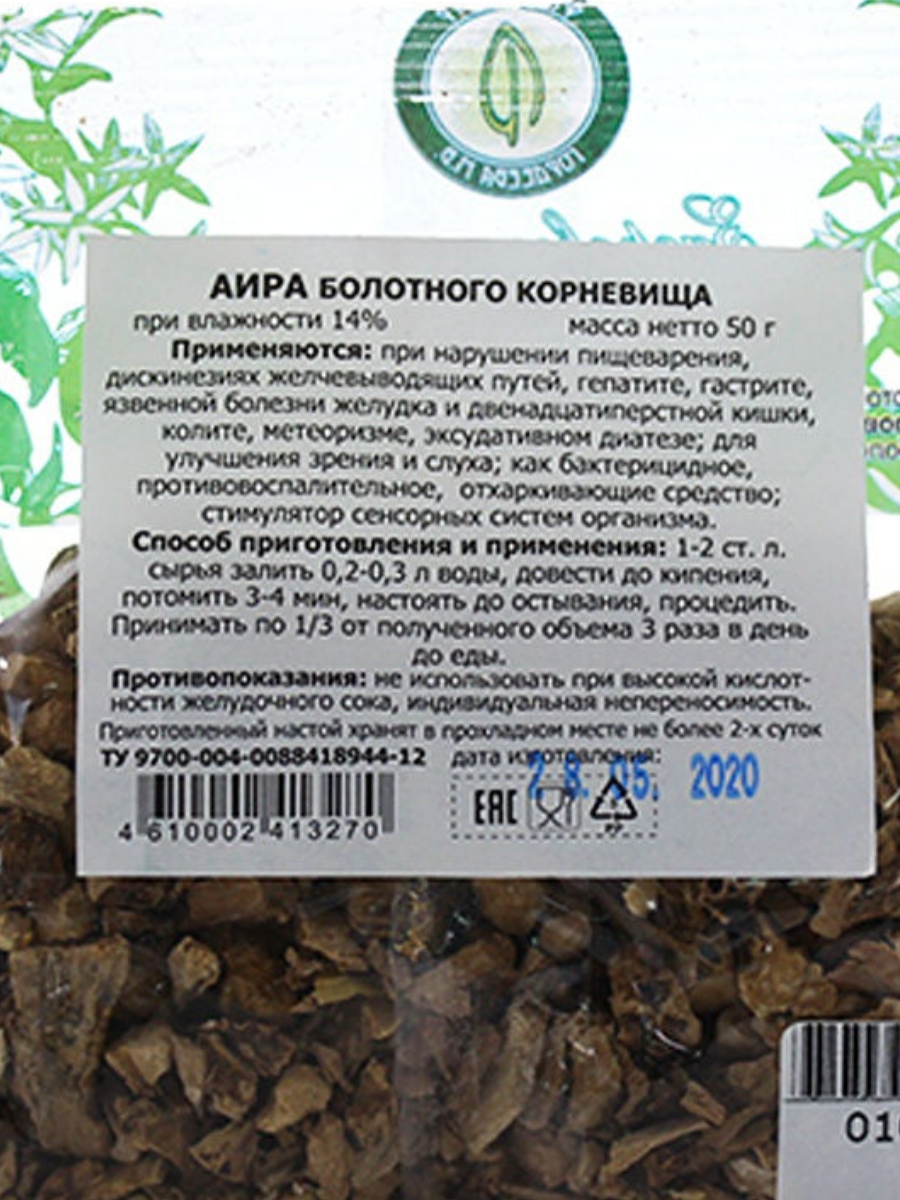 АИРА БОЛОТНОГО КОРНЕВИЩА
при влажности 14% масса нетто 50 г
Применяются: при нарушении пищеварения,
дискинезиях желчевыводящих путей, гепатите, гастрите,
язвенной болезни желудка и двенадцатиперстной кишки,
колите, метеоризме, эксудативном диатезе; для
улучшения зрения и слуха; как бактерицидное,
противовоспалительное, отхаркивающие средство;
стимулятор сенсорных систем организма.
Способ приготовления и применения: 1-2 ст. л.
сырья залить 0,2-0,3 л воды, довести до кипения,
потомить 3-4 мин, настоять до остывания, процедить.
Принимать по 1/3 от полученного объема 3 раза в день
до еды.
Противопоказания: не использовать при высокой кислот-
ности желудочного сока, индивидуальная непереносимость.
Приготовленный настой хранят в прохладном месте не более 2-х суток
ТУ 9700-004-0088418944-12 дата изготовления:
28.05. 2020
EAC
PP
4 610002 413270